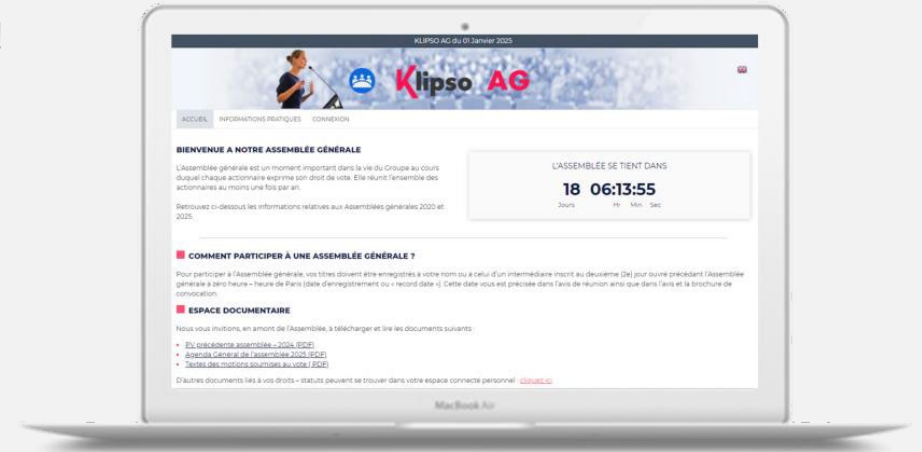 KLIPSO AG du 01 Janvier 2025
Klipso AG
ACCUEIL INFORMATIONS PRATIQUES CONNEXION
BIENVENUE A NOTRE ASSEMBLÉE GÉNÉRALE
L'Assemblée générale est un moment important dans la vie du Groupe au cours
duquel chaque actionnaire exprime son droit de vote. Elle réunit l'ensemble des
actionnaires au moins une fois par an.
Retrouvez ci-dessous les informations relatives aux Assemblées générales 2020 et
2025.
L'ASSEMBLÉE SE TIENT DANS
18 06:13:55
Jours Hr Min Sec
COMMENT PARTICIPER À UNE ASSEMBLÉE GÉNÉRALE ?
Pour participer à l'Assemblée générale, vos titres doivent être enregistrés à votre nom ou à celui d'un intermédiaire inscrit au deuxième (2e) jour ouvré précédant l'Assemblée
générale à zéro heure – heure de Paris (date d'enregistrement ou « record date »). Cette date vous est précisée dans l'avis de réunion ainsi que dans l'avis et la brochure de
convocation.
ESPACE DOCUMENTAIRE
Nous vous invitions, en amont de l'Assemblée, à télécharger et lire les documents suivants :
• PV précédente assemblée – 2024 (PDF)
• Agenda Général de l'assemblée 2025 (PDF)
• Textes des motions soumises au vote ( PDF)
D'autres documents liés à vos droits – statuts peuvent se trouver dans votre espace connecté personnel : cliquez ici
MacBook Air